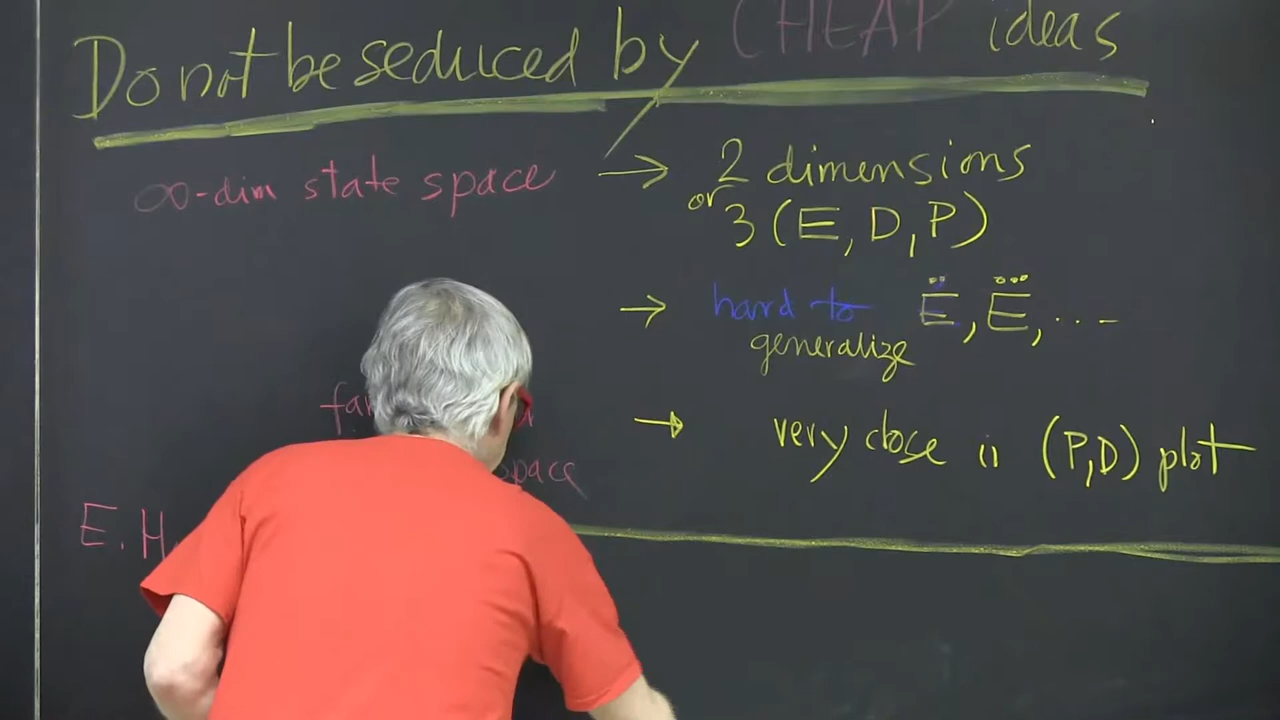 Do not be seduced by CHEAP ideas
∞-dim state space → 2 dimensions
or 3 (E, D, P)
→ hard to generalize Ë, E⃛, ...
→ very close in (P,D) plot
space
E. H.